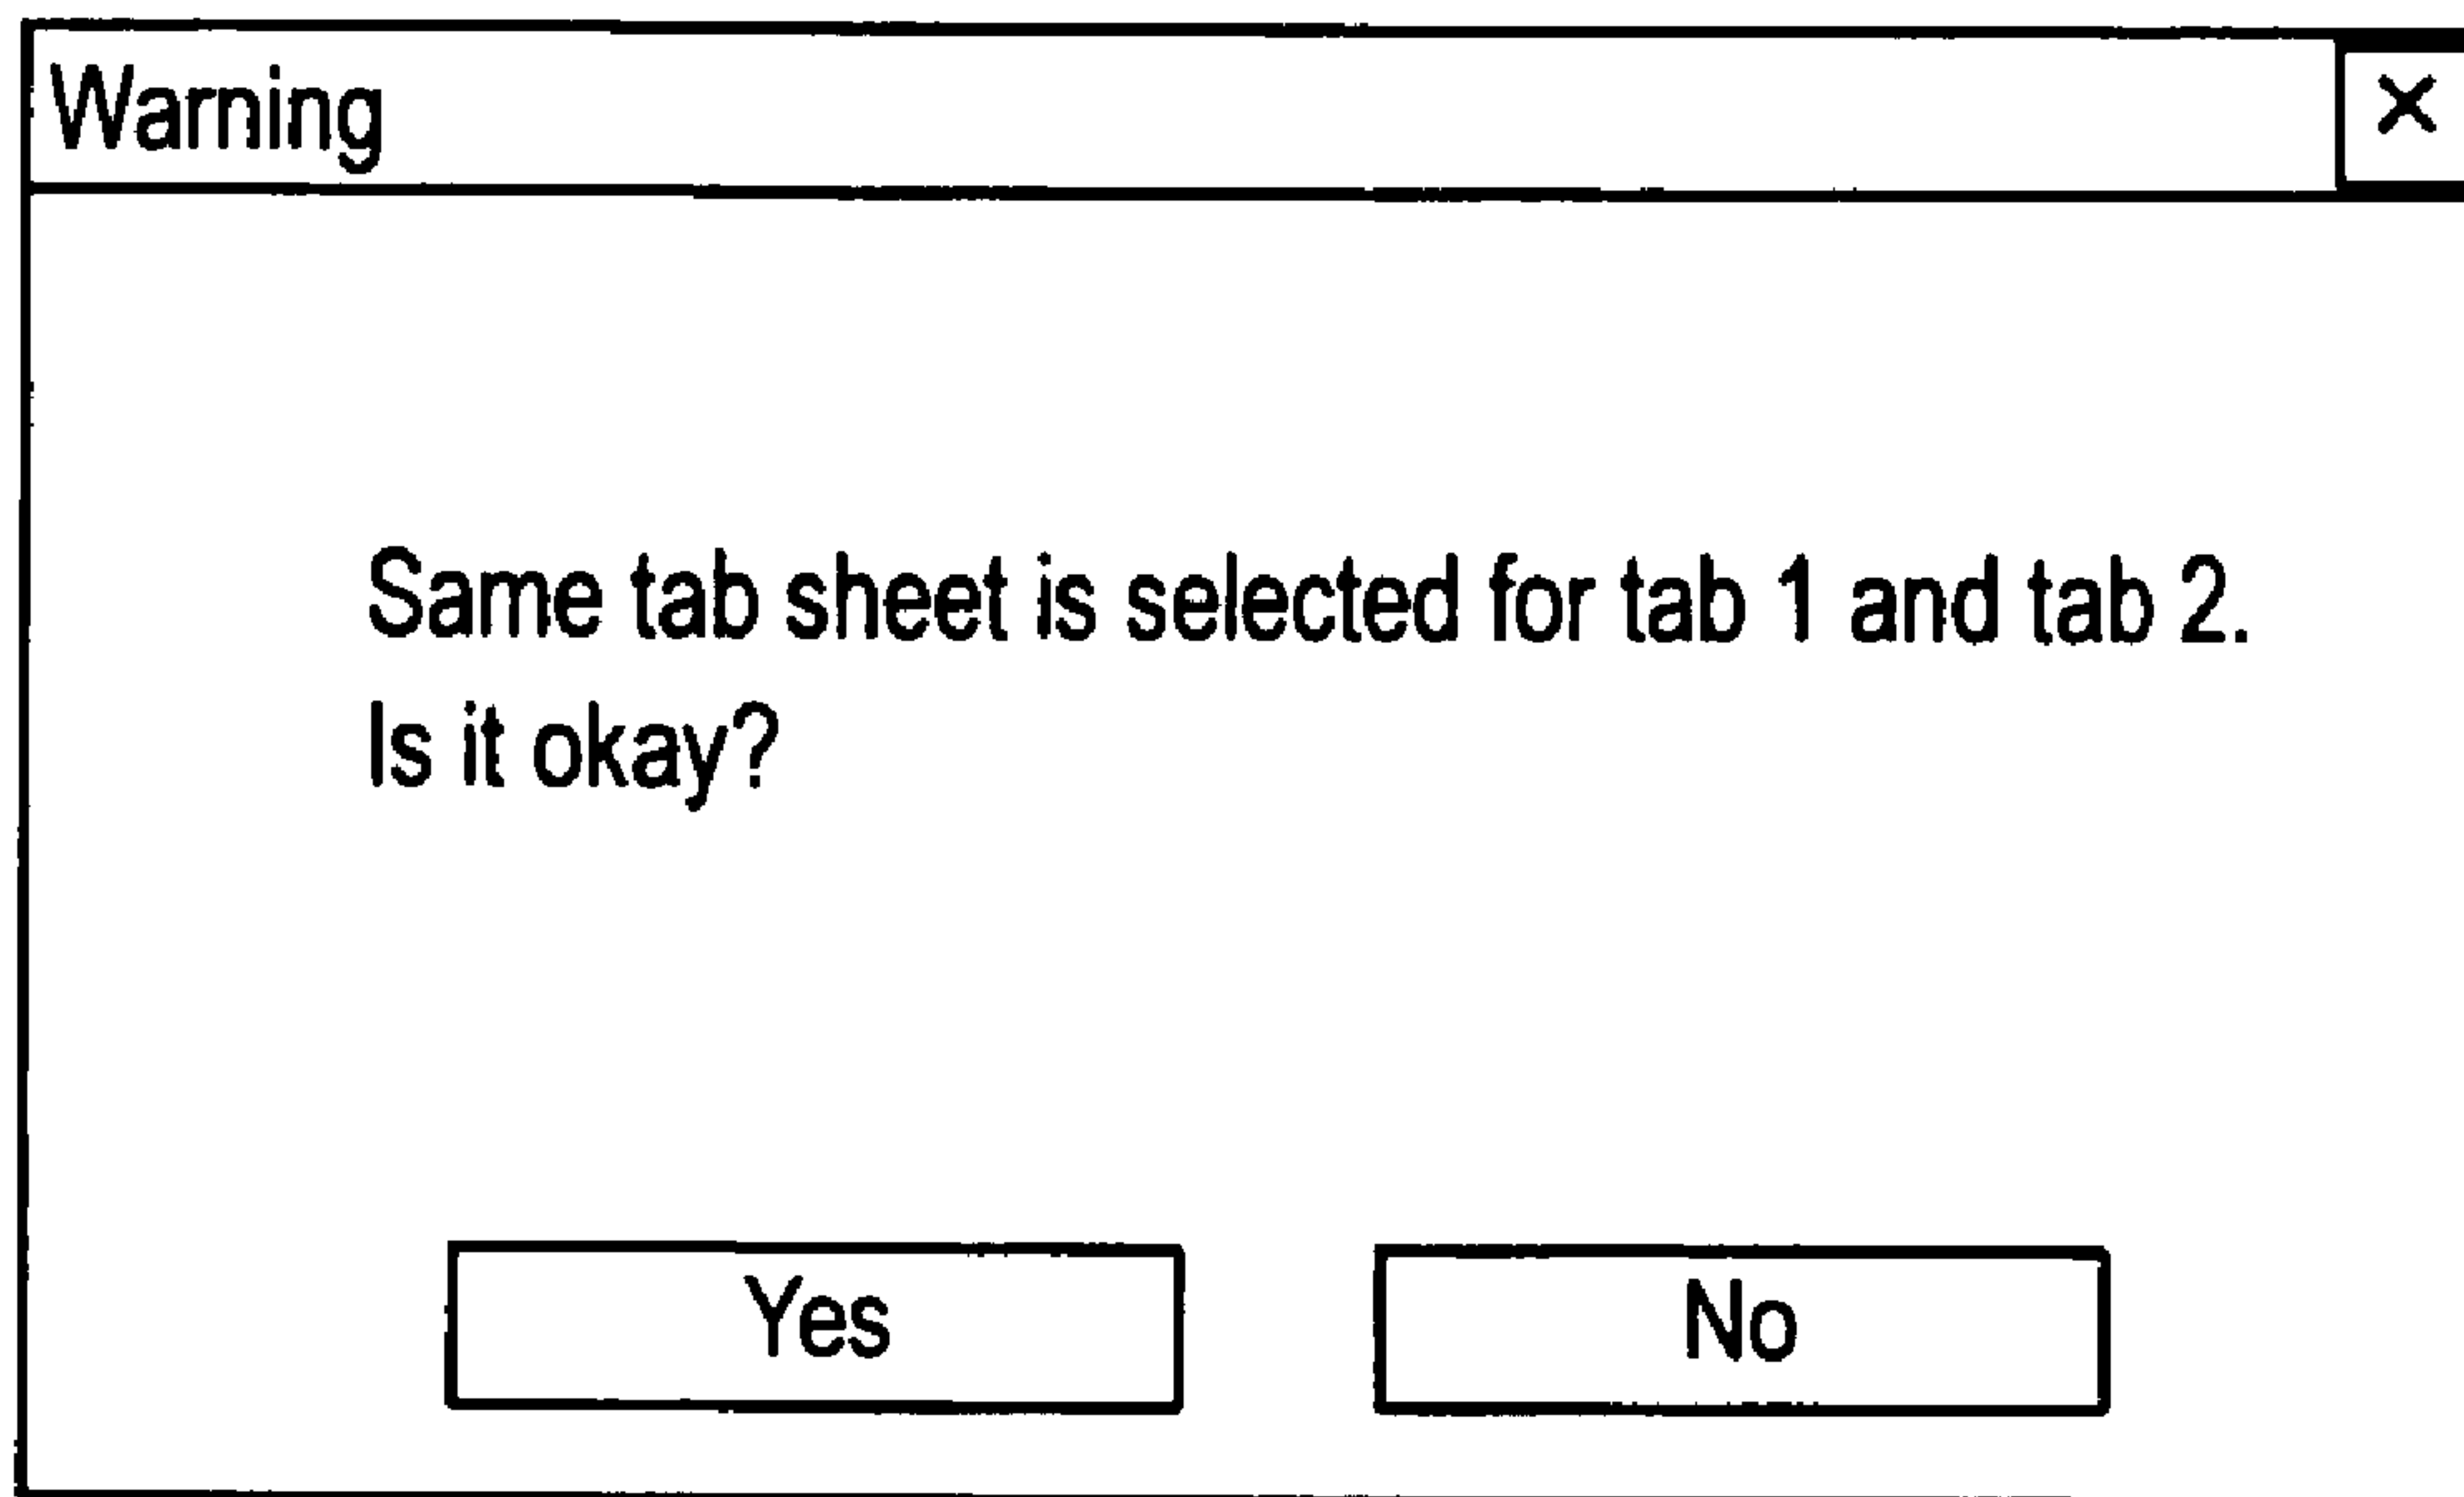 Warning ×
Same tab sheet is selected for tab 1 and tab 2.
Is it okay?
Yes No